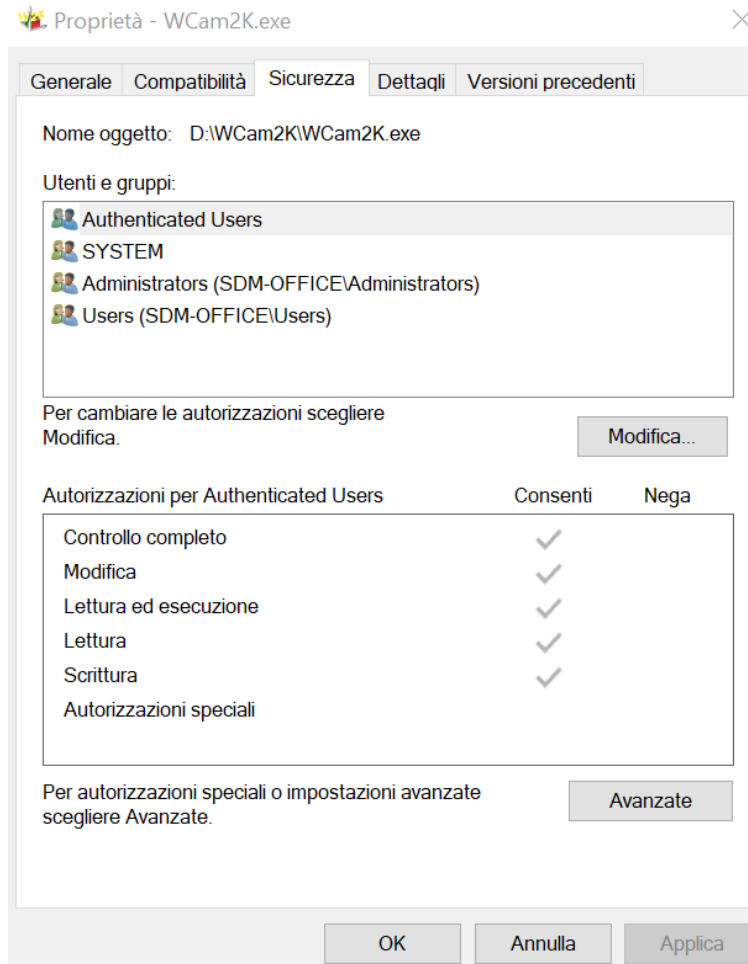 Proprietà - WCam2K.exe
Generale Compatibilità Sicurezza Dettagli Versioni precedenti
Nome oggetto: D:\WCam2K\WCam2K.exe
Utenti e gruppi:
Authenticated Users
SYSTEM
Administrators (SDM-OFFICE\Administrators)
Users (SDM-OFFICE\Users)
Per cambiare le autorizzazioni scegliere
Modifica.
Modifica...
Autorizzazioni per Authenticated Users Consenti Nega
Controllo completo
Modifica
Lettura ed esecuzione
Lettura
Scrittura
Autorizzazioni speciali
Per autorizzazioni speciali o impostazioni avanzate
scegliere Avanzate.
Avanzate
OK Annulla Applica